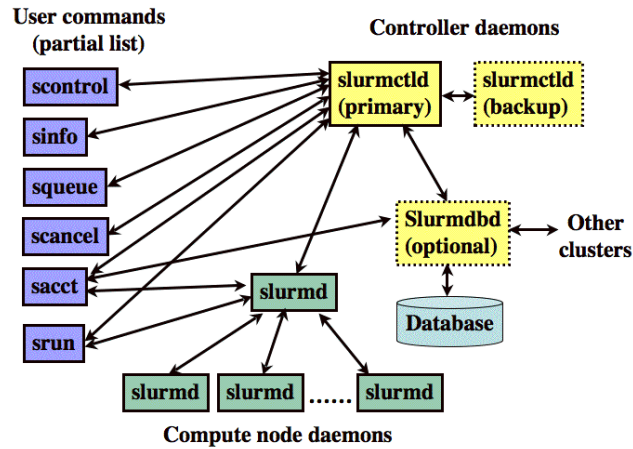 User commands
(partial list)
Controller daemons
scontrol
slurmctld
(primary)
slurmctld
(backup)
sinfo
squeue
scancel
Slurmdbd
(optional)
Other
clusters
sacct
slurmd
srun
Database
slurmd
slurmd
......
slurmd
Compute node daemons